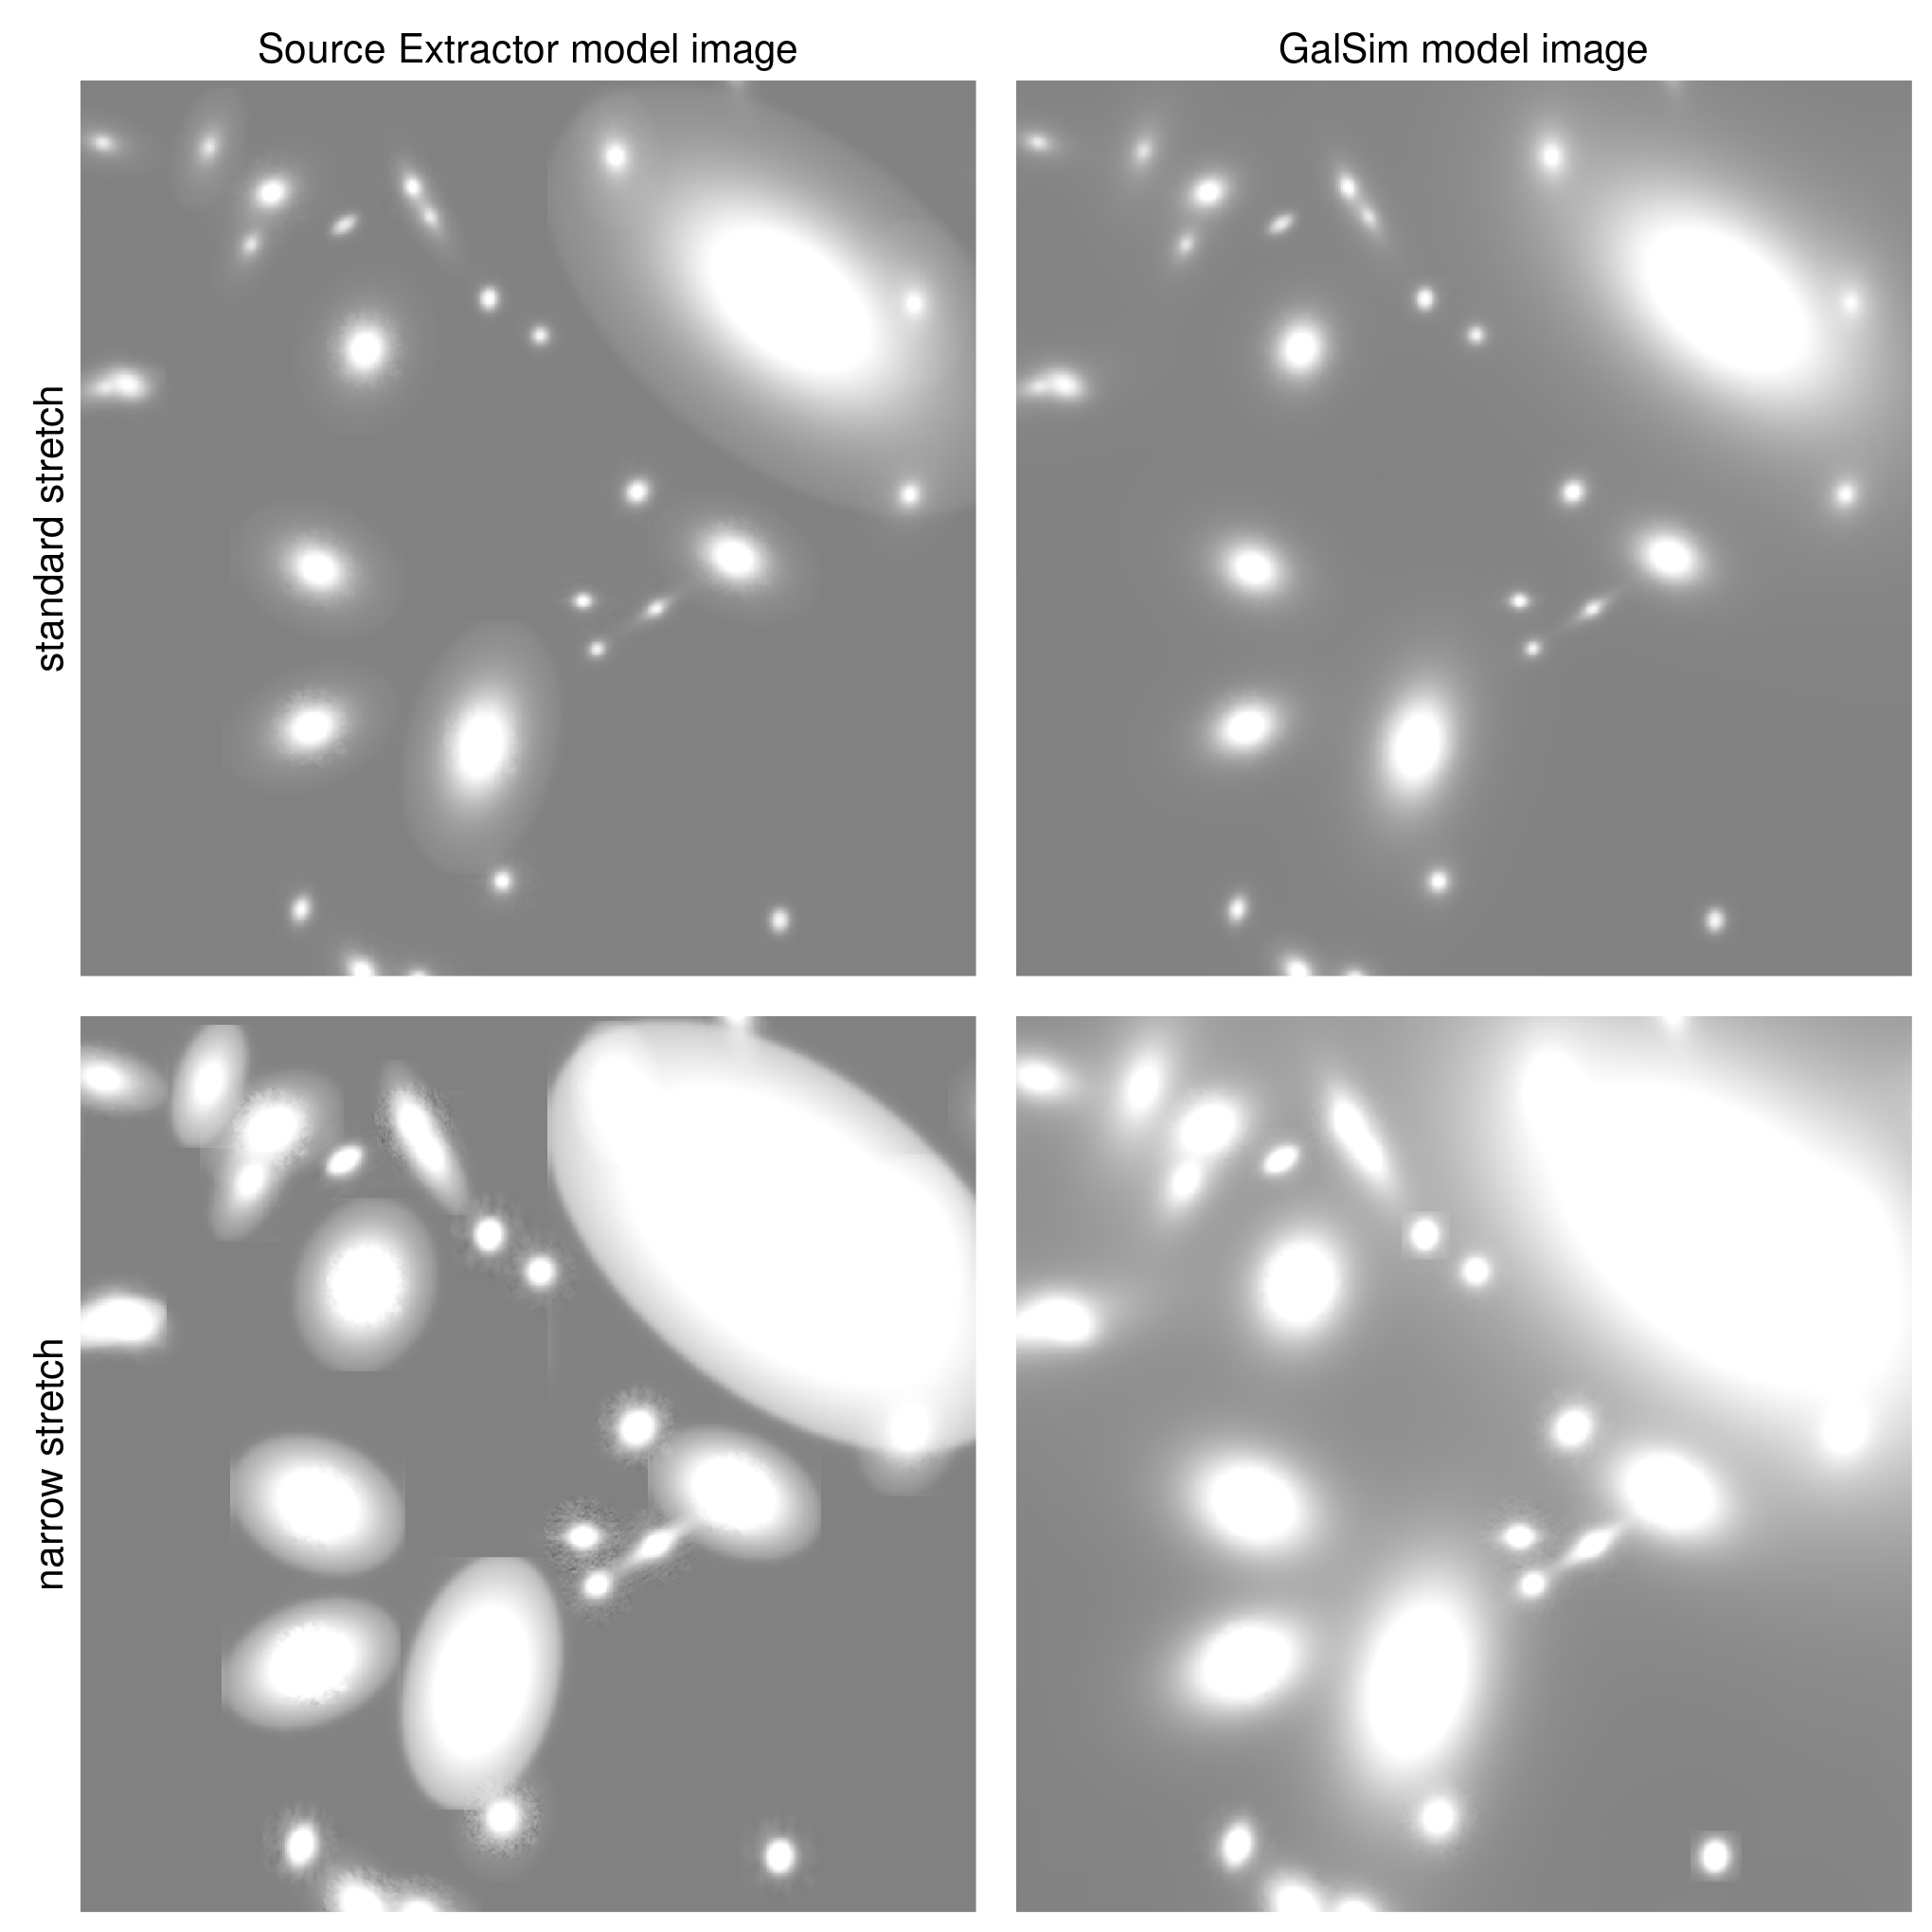 Source Extractor model image
GalSim model image
standard stretch
narrow stretch